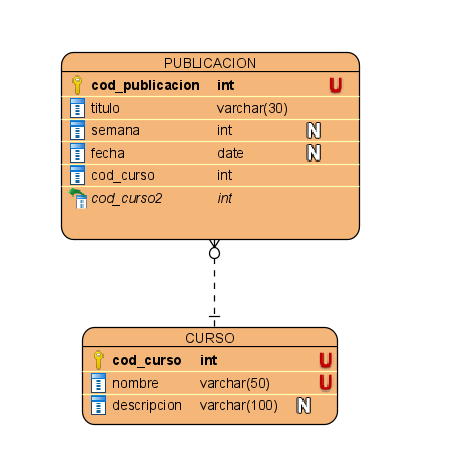 PUBLICACION
cod_publicacion int U
titulo varchar(30)
semana int N
fecha date N
cod_curso int
cod_curso2 int
CURSO
cod_curso int U
nombre varchar(50) U
descripcion varchar(100) N